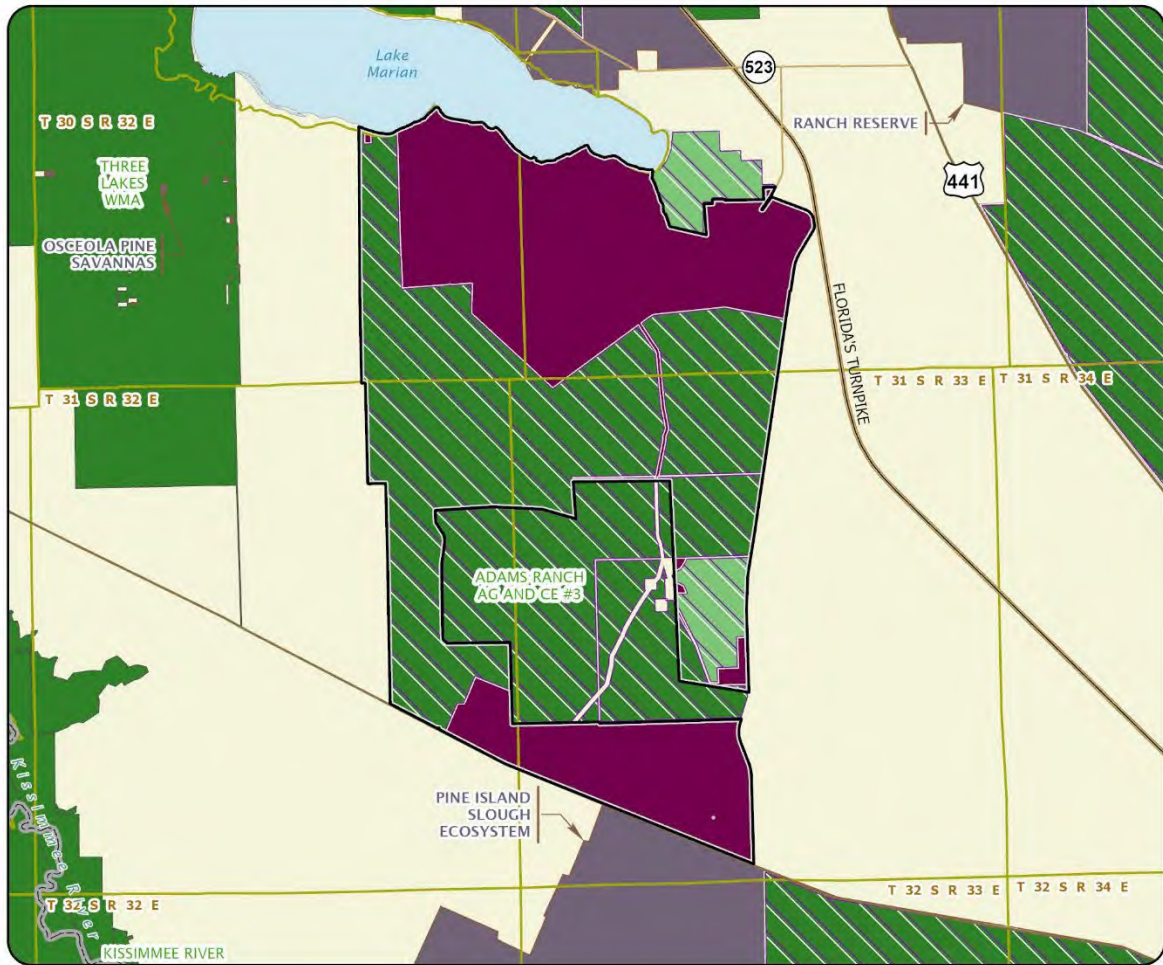 Lake
Marian
523
T 30 S R 32 E
RANCH RESERVE
THREE
LAKES
WMA
441
OSCEOLA PINE
SAVANNAS
FLORIDA'S TURNPIKE
T 31 S R 32 E
T 31 S R 33 E
T 31 S R 34 E
ADAMS RANCH
AG AND CE #3
PINE ISLAND
SLOUGH
ECOSYSTEM
Kissimmee River
T 32 S R 32 E
T 32 S R 33 E
T 32 S R 34 E
KISSIMMEE RIVER